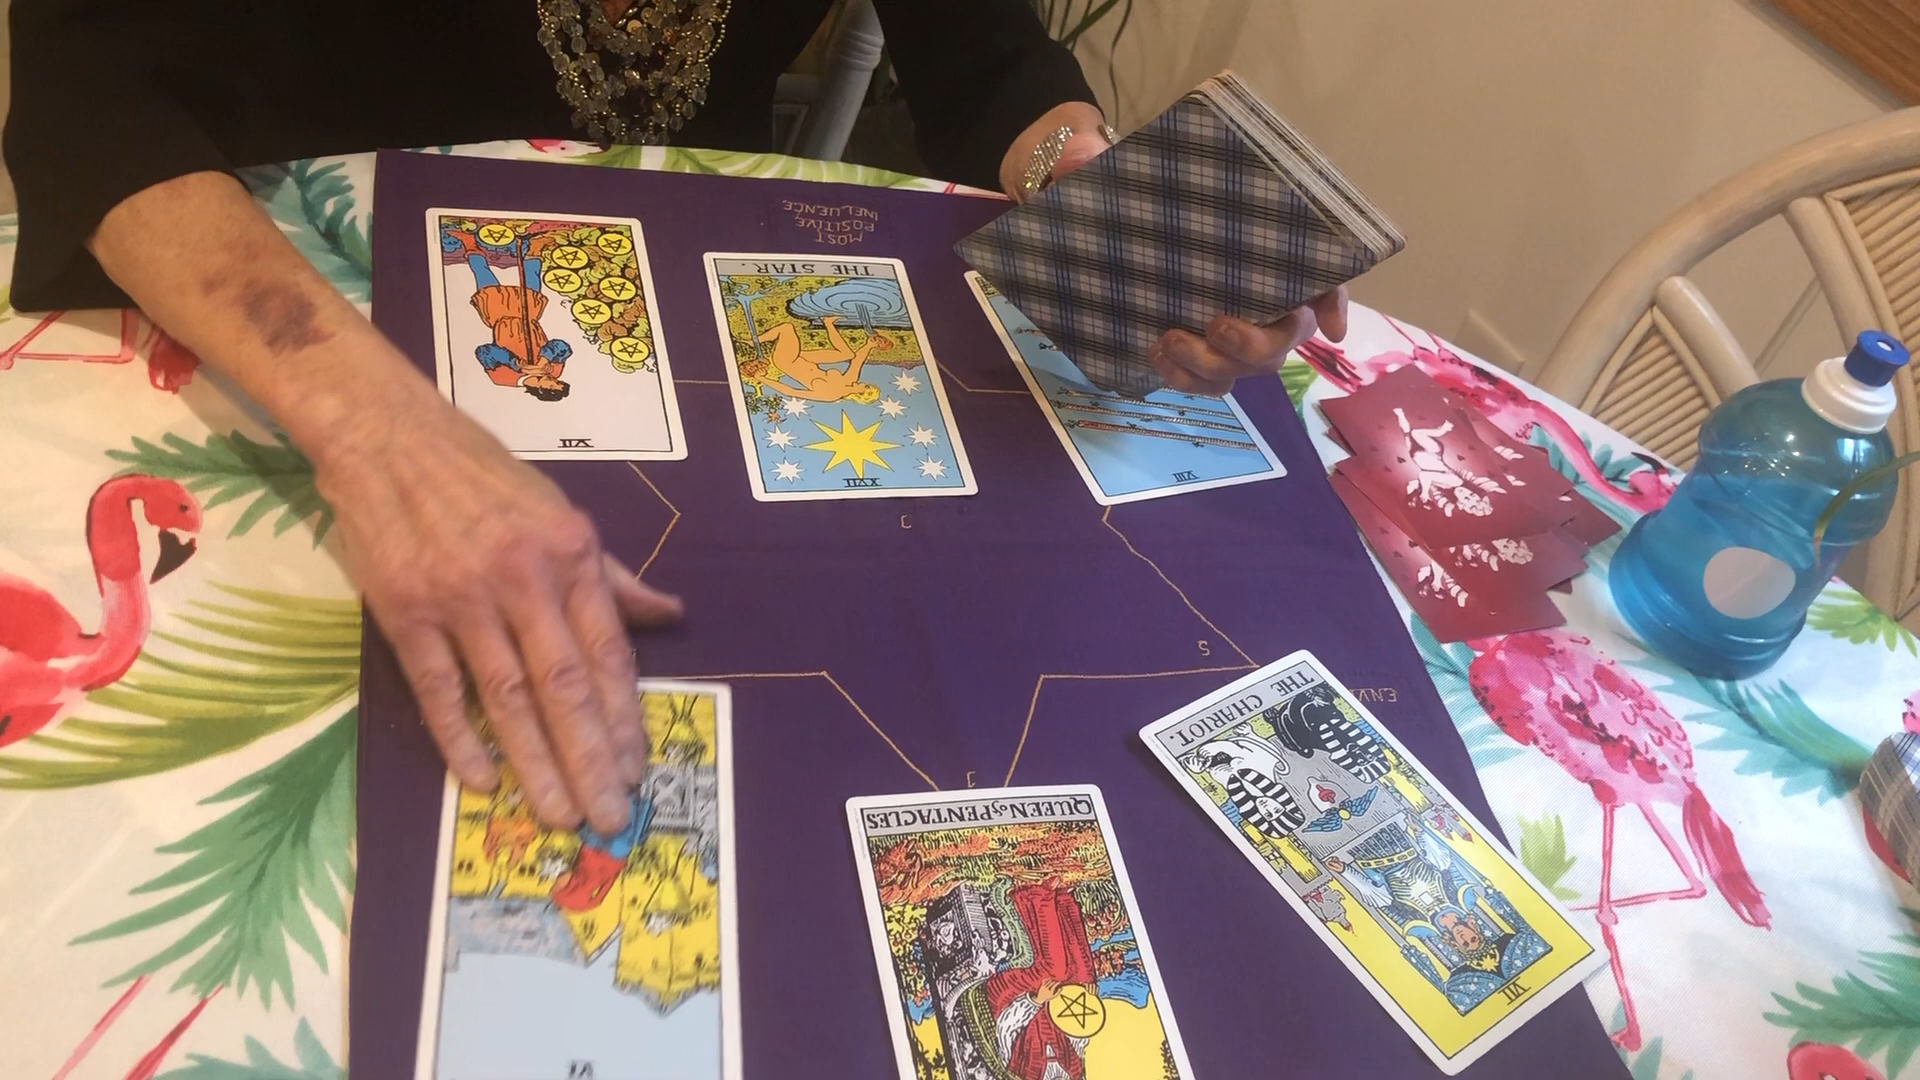 MOST
POSITIVE
INFLUENCE
THE STAR.
XVII
VII
VIII
C
S
J
THE CHARIOT.
VII
QUEEN of PENTACLES
VI